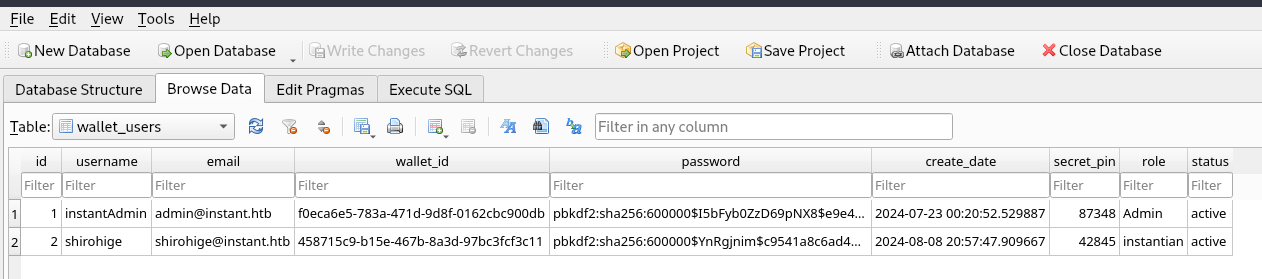 File Edit View Tools Help
New Database Open Database Write Changes Revert Changes Open Project Save Project Attach Database Close Database
Database Structure Browse Data Edit Pragmas Execute SQL
Table: wallet_users Filter in any column
id username email wallet_id password create_date secret_pin role status
Filter Filter Filter Filter Filter Filter Filter Filter Filter
1 1 instantAdmin admin@instant.htb f0eca6e5-783a-471d-9d8f-0162cbc900db pbkdf2:sha256:600000$I5bFyb0ZzD69pNX8$e9e4... 2024-07-23 00:20:52.529887 87348 Admin active
2 2 shirohige shirohige@instant.htb 458715c9-b15e-467b-8a3d-97bc3fcf3c11 pbkdf2:sha256:600000$YnRgjnim$c9541a8c6ad4... 2024-08-08 20:57:47.909667 42845 instantian active